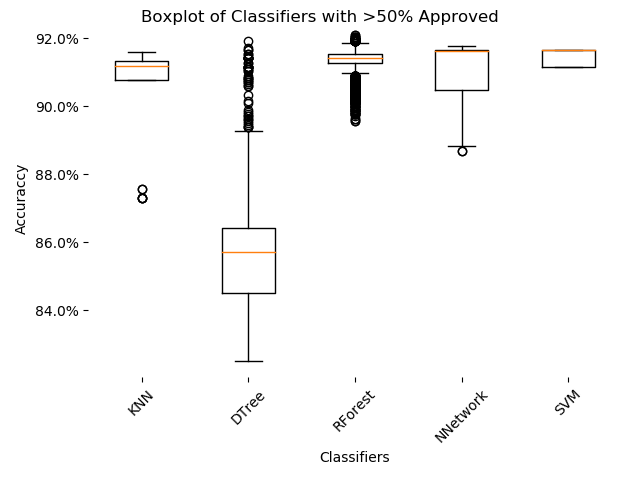 Boxplot of Classifiers with >50% Approved
92.0%
90.0%
88.0%
86.0%
84.0%
Accuraccy
KNN
DTree
RForest
NNetwork
SVM
Classifiers